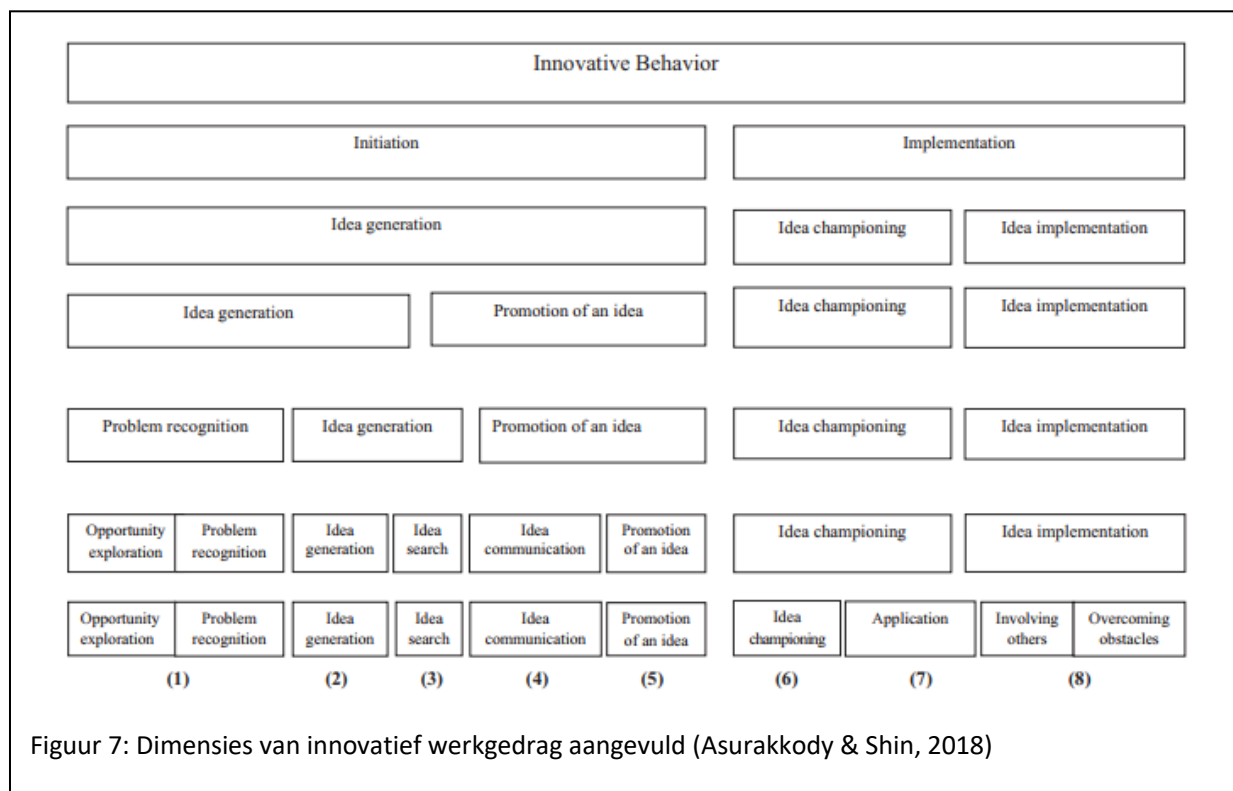 Innovative Behavior
Initiation Implementation
Idea generation Idea championing Idea implementation
Idea generation Promotion of an idea Idea championing Idea implementation
Problem recognition Idea generation Promotion of an idea Idea championing Idea implementation
Opportunity exploration Problem recognition Idea generation Idea search Idea communication Promotion of an idea Idea championing Idea implementation
Opportunity exploration Problem recognition Idea generation Idea search Idea communication Promotion of an idea Idea championing Application Involving others Overcoming obstacles
(1) (2) (3) (4) (5) (6) (7) (8)
Figuur 7: Dimensies van innovatief werkgedrag aangevuld (Asurakkody & Shin, 2018)